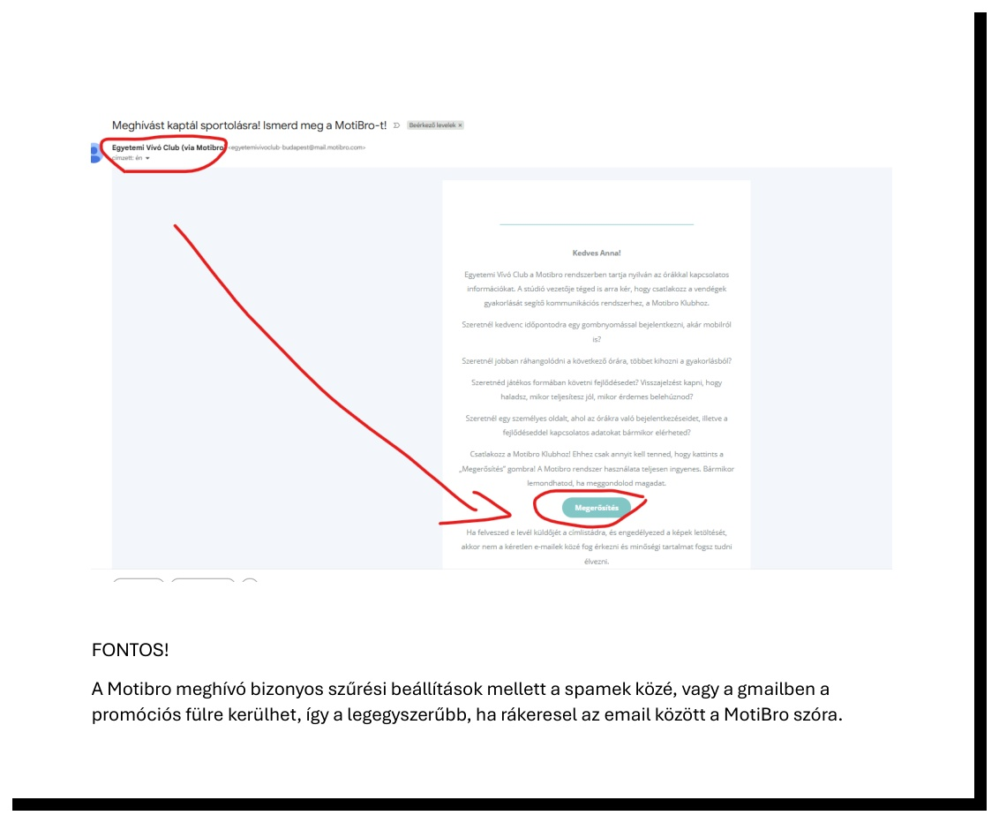 Meghívást kaptál sportolásra! Ismerd meg a MotiBro-t! Beérkező levelek ×
Egyetemi Vívó Club (via Motibro) <egyetemivivoclub-budapest@mail.motibro.com>
címzett: én
Kedves Anna!
Egyetemi Vívó Club a Motibro rendszerben tartja nyilván az órákkal kapcsolatos
információkat. A stúdió vezetője téged is arra kér, hogy csatlakozz a vendégek
gyakorlását segítő kommunikációs rendszerhez, a Motibro Klubhoz.
Szeretnél kedvenc időpontodra egy gombnyomással bejelentkezni, akár mobilról
is?
Szeretnél jobban ráhangolódni a következő órára, többet kihozni a gyakorlásból?
Szeretnéd játékos formában követni fejlődésedet? Visszajelzést kapni, hogy
haladsz, mikor teljesítesz jól, mikor érdemes belehúznod?
Szeretnél egy személyes oldalt, ahol az órákra való bejelentkezéseidet, illetve a
fejlődéseddel kapcsolatos adatokat bármikor elérheted?
Csatlakozz a Motibro Klubhoz! Ehhez csak annyit kell tenned, hogy kattints a
„Megerősítés” gombra! A Motibro rendszer használata teljesen ingyenes. Bármikor
lemondhatod, ha meggondolod magadat.
Megerősítés
Ha felveszed e levél küldőjét a címlistádra, és engedélyezed a képek letöltését,
akkor nem a kéretlen e-mailek közé fog érkezni és minőségi tartalmat fogsz tudni
élvezni.
FONTOS!
A Motibro meghívó bizonyos szűrési beállítások mellett a spamek közé, vagy a gmailben a
promóciós fülre kerülhet, így a legegyszerűbb, ha rákeresel az email között a MotiBro szóra.